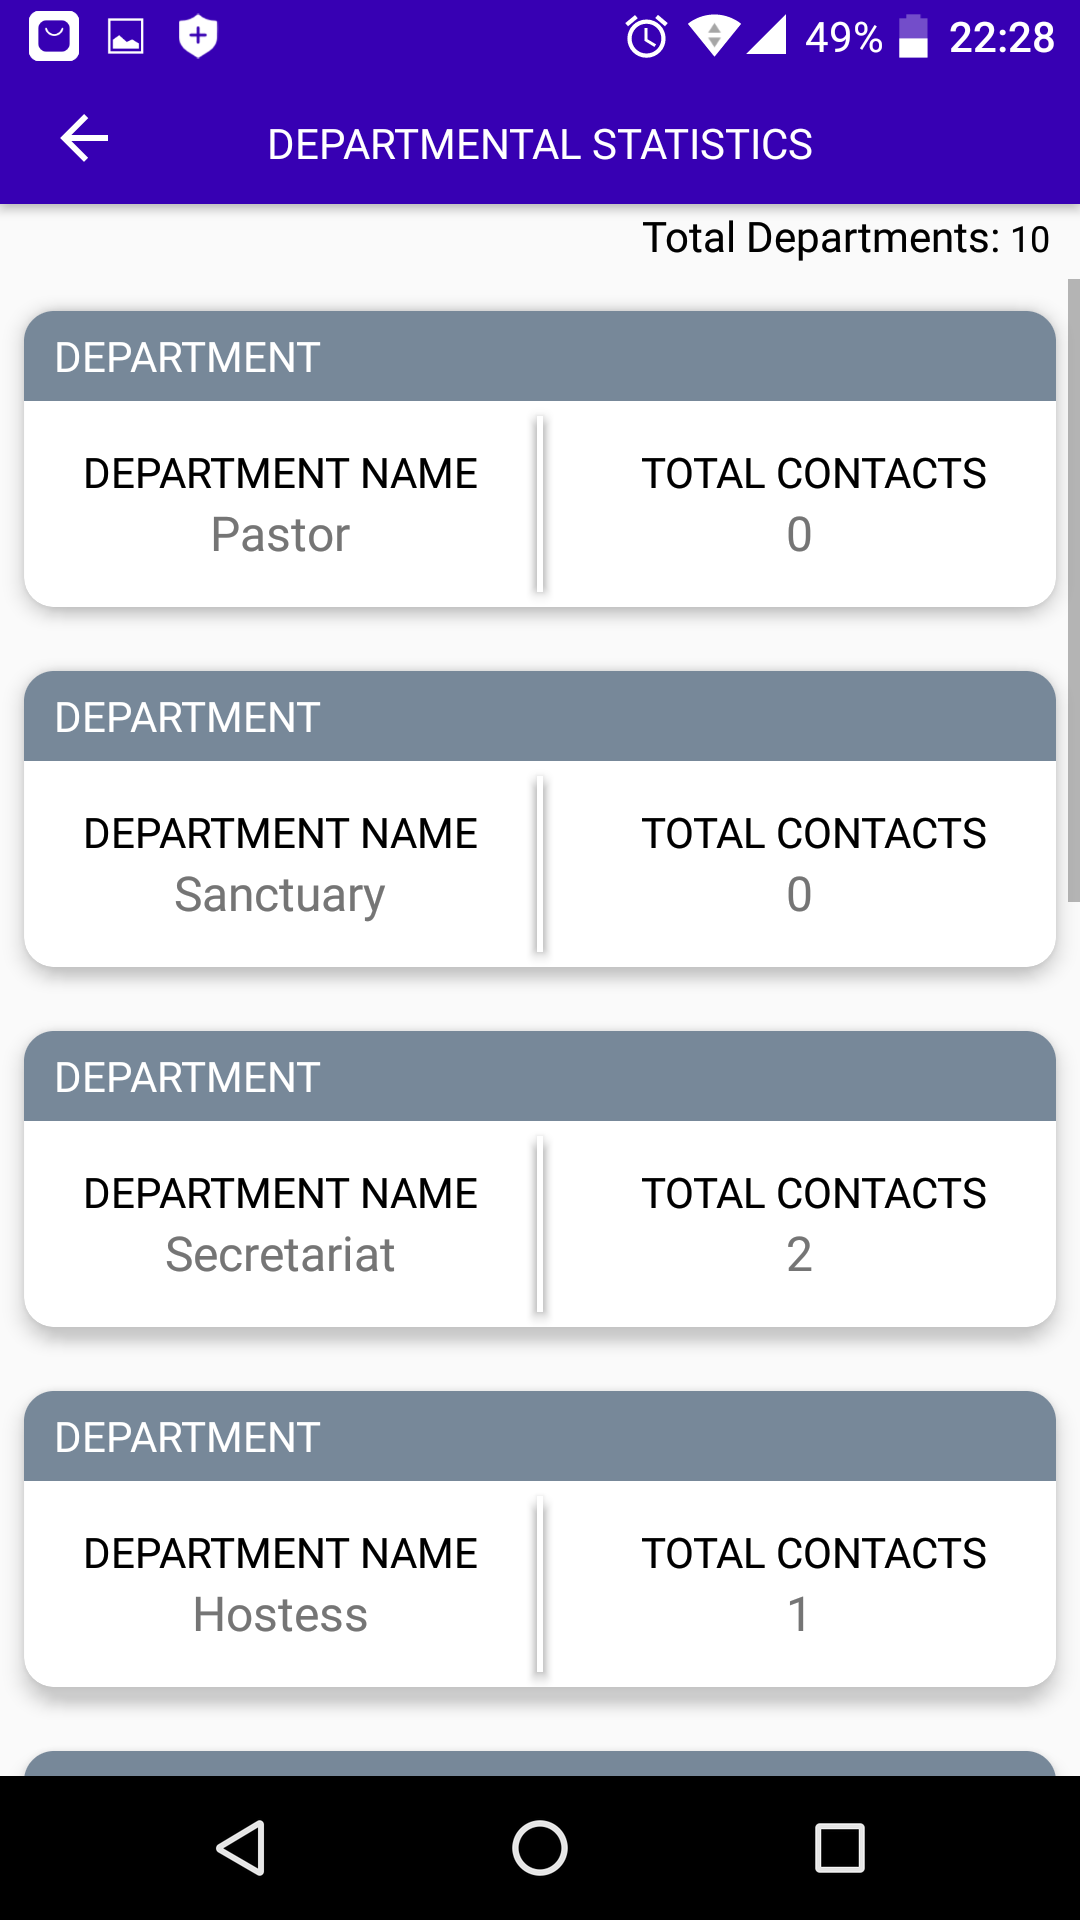 49% 22:28
DEPARTMENTAL STATISTICS
Total Departments: 10
DEPARTMENT
DEPARTMENT NAME TOTAL CONTACTS
Pastor 0
DEPARTMENT
DEPARTMENT NAME TOTAL CONTACTS
Sanctuary 0
DEPARTMENT
DEPARTMENT NAME TOTAL CONTACTS
Secretariat 2
DEPARTMENT
DEPARTMENT NAME TOTAL CONTACTS
Hostess 1